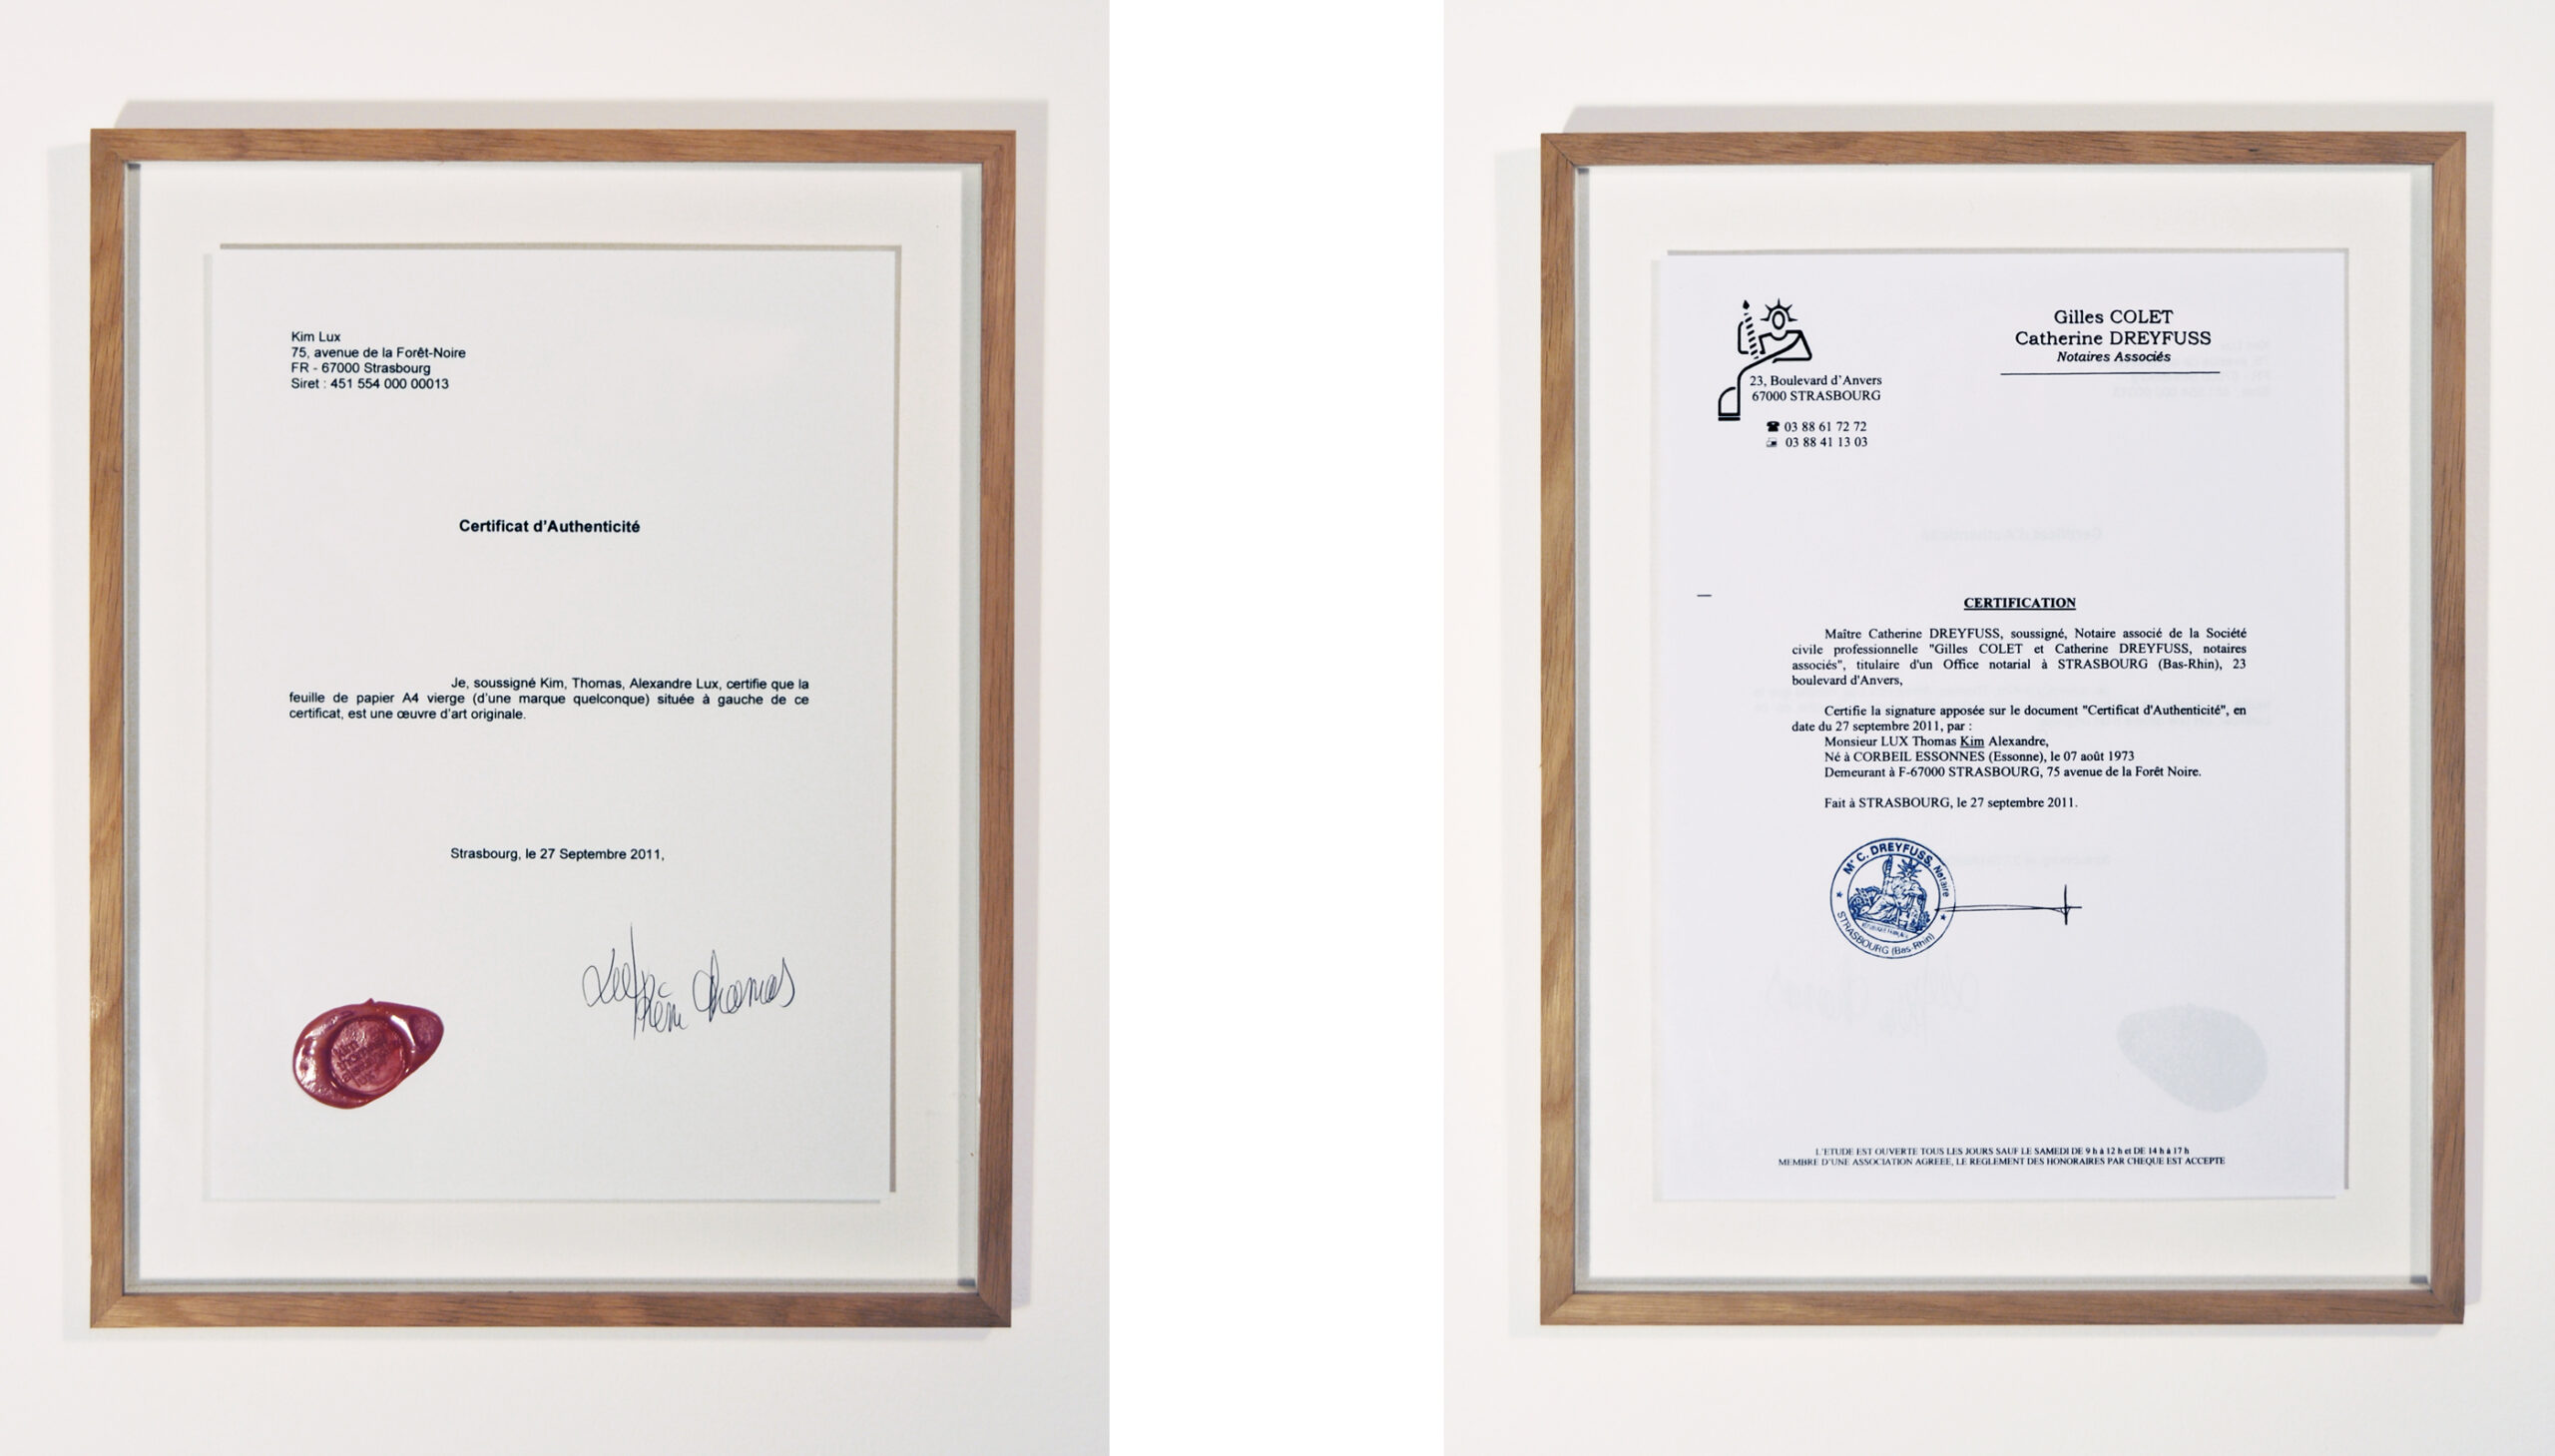 Kim Lux
75, avenue de la Forêt-Noire
FR - 67000 Strasbourg
Siret : 451 554 000 00013
Certificat d'Authenticité
Je, soussigné Kim, Thomas, Alexandre Lux, certifie que la
feuille de papier A4 vierge (d'une marque quelconque) située à gauche de ce
certificat, est une œuvre d'art originale.
Strasbourg, le 27 Septembre 2011,
Lux Kim Thomas
Gilles COLET
Catherine DREYFUSS
Notaires Associés
23, Boulevard d'Anvers
67000 STRASBOURG
03 88 61 72 72
03 88 41 13 03
CERTIFICATION
Maître Catherine DREYFUSS, soussigné, Notaire associé de la Société
civile professionnelle "Gilles COLET et Catherine DREYFUSS, notaires
associés", titulaire d'un Office notarial à STRASBOURG (Bas-Rhin), 23
boulevard d'Anvers,
Certifie la signature apposée sur le document "Certificat d'Authenticité", en
date du 27 septembre 2011, par :
Monsieur LUX Thomas Kim Alexandre,
Né à CORBEIL ESSONNES (Essonne), le 07 août 1973
Demeurant à F-67000 STRASBOURG, 75 avenue de la Forêt Noire.
Fait à STRASBOURG, le 27 septembre 2011.
Me C. DREYFUSS, Notaire
STRASBOURG (Bas-Rhin)
L'ETUDE EST OUVERTE TOUS LES JOURS SAUF LE SAMEDI DE 9 h à 12 h et DE 14 h à 17 h
MEMBRE D'UNE ASSOCIATION AGREEE, LE REGLEMENT DES HONORAIRES PAR CHEQUE EST ACCEPTE